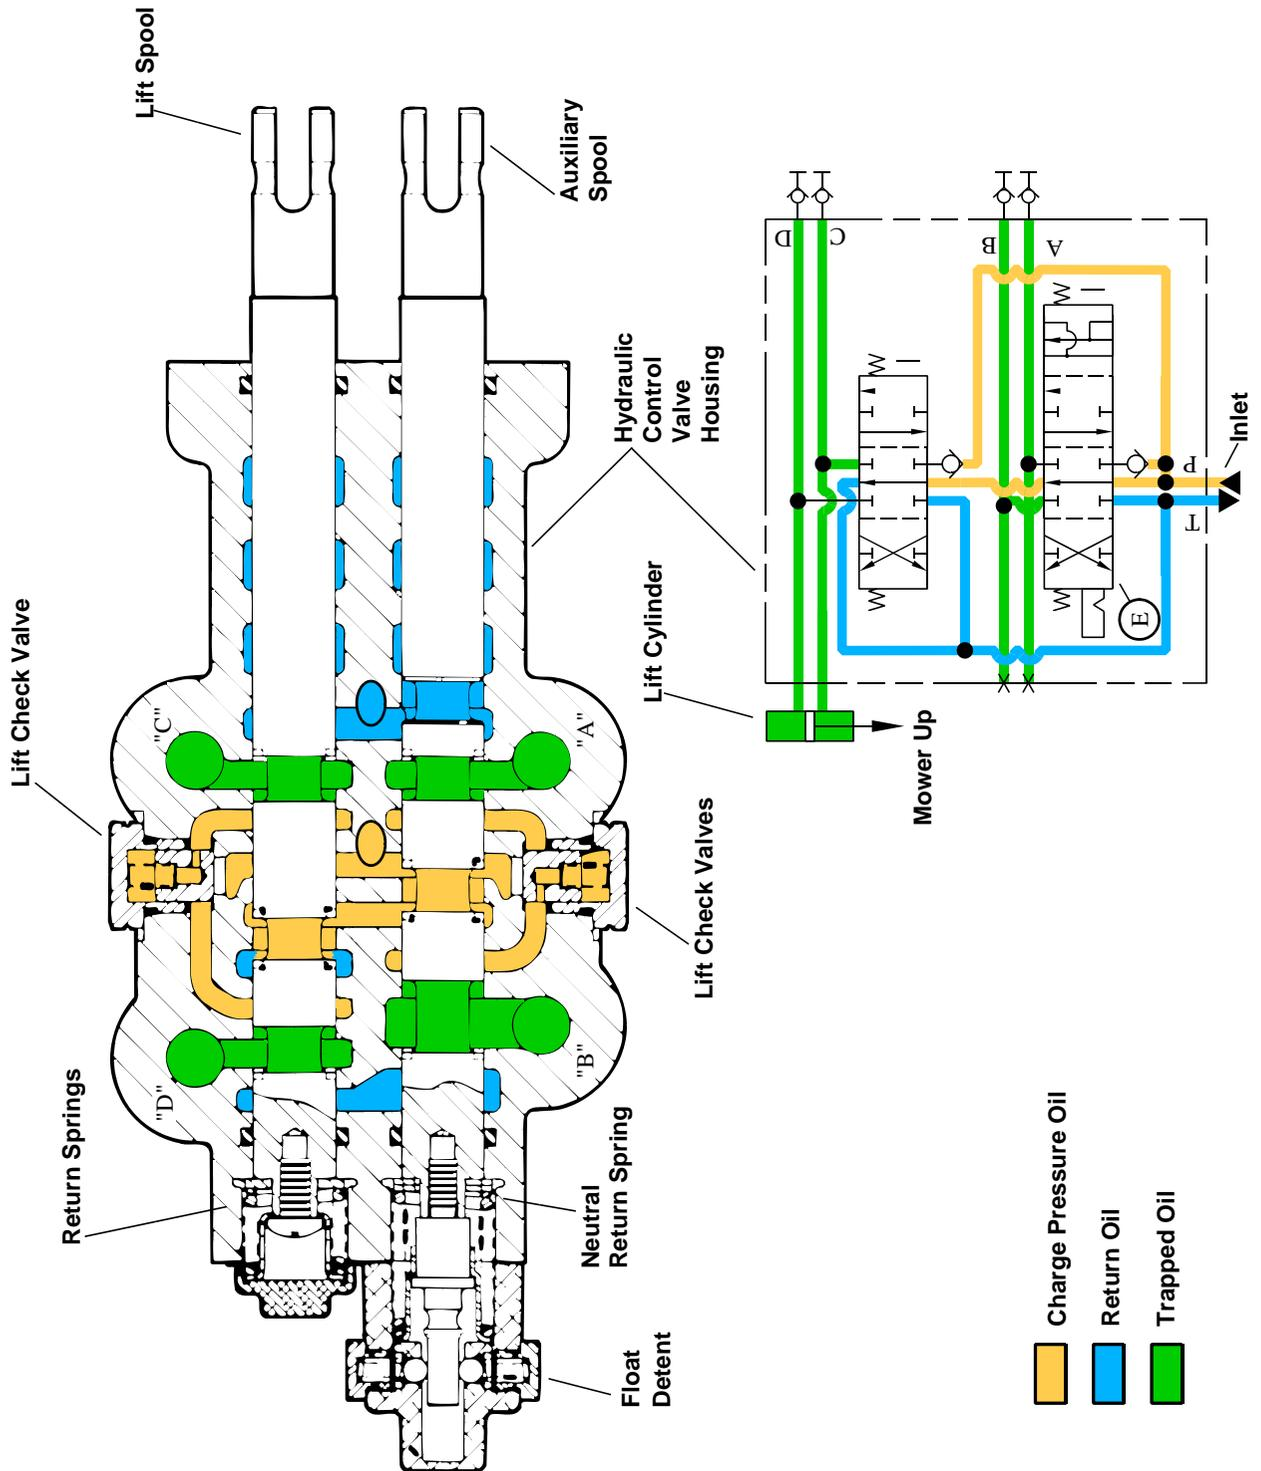 Lift Check Valve
Lift Spool
Auxiliary
Spool
Hydraulic
Control
Valve
Housing
Return Springs
"D"
"C"
"B"
"A"
Neutral
Return Spring
Float
Detent
Lift Check Valves
Lift Cylinder
Mower Up
D
C
B
A
E
T
P
Inlet
Charge Pressure Oil
Return Oil
Trapped Oil